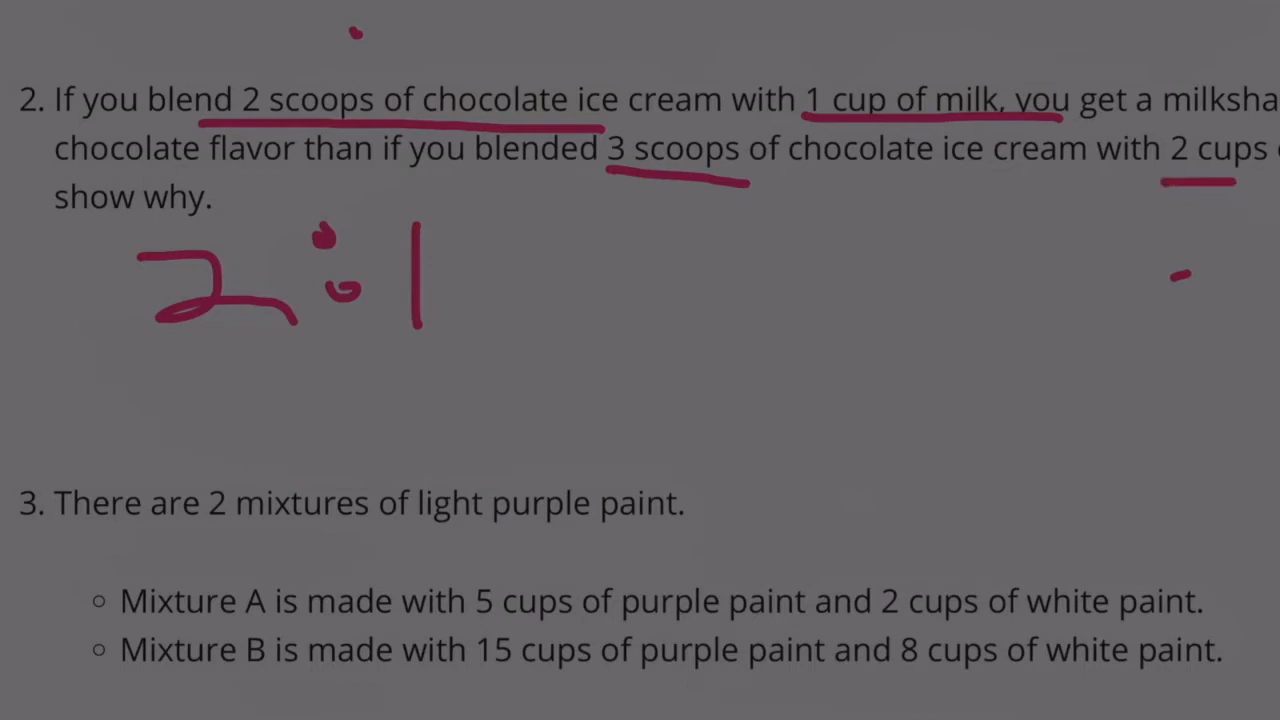 2. If you blend 2 scoops of chocolate ice cream with 1 cup of milk, you get a
chocolate flavor than if you blended 3 scoops of chocolate ice cream with 2 cups
show why.
2 : 1
3. There are 2 mixtures of light purple paint.
○ Mixture A is made with 5 cups of purple paint and 2 cups of white paint.
○ Mixture B is made with 15 cups of purple paint and 8 cups of white paint.